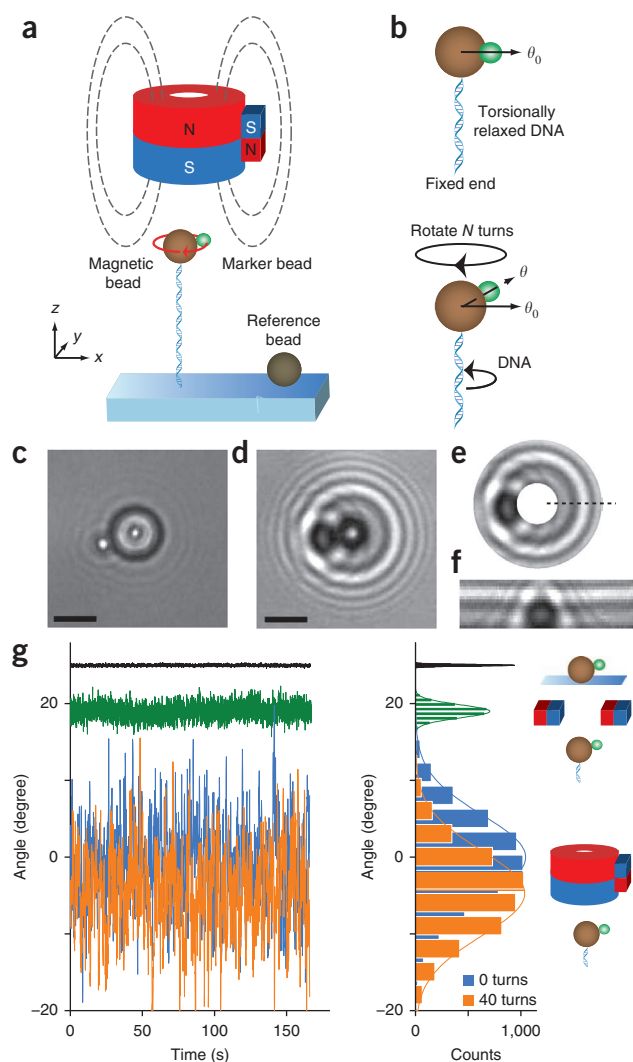 a
N
S
S
N
Magnetic
bead
Marker bead
Reference
bead
z
y
x
b
θ0
Torsionally
relaxed DNA
Fixed end
Rotate N turns
θ
θ0
DNA
c
d
e
f
g
20
0
–20
Angle (degree)
0
50
100
150
Time (s)
20
0
–20
Angle (degree)
0 turns
40 turns
0
1,000
Counts